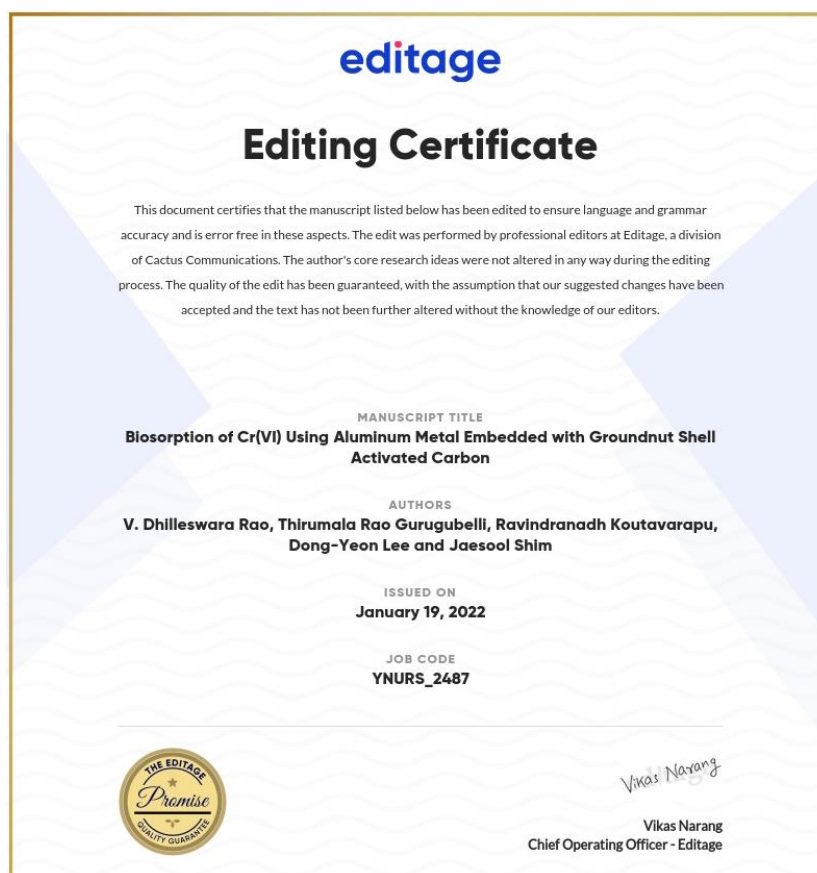 editage
Editing Certificate
This document certifies that the manuscript listed below has been edited to ensure language and grammar
accuracy and is error free in these aspects. The edit was performed by professional editors at Editage, a division
of Cactus Communications. The author's core research ideas were not altered in any way during the editing
process. The quality of the edit has been guaranteed, with the assumption that our suggested changes have been
accepted and the text has not been further altered without the knowledge of our editors.
MANUSCRIPT TITLE
Biosorption of Cr(VI) Using Aluminum Metal Embedded with Groundnut Shell
Activated Carbon
AUTHORS
V. Dhilleswara Rao, Thirumala Rao Gurugubelli, Ravindranadh Koutavarapu,
Dong-Yeon Lee and Jaesool Shim
ISSUED ON
January 19, 2022
JOB CODE
YNURS_2487
THE EDITAGE
Promise
QUALITY GUARANTEE
Vikas Narang
Vikas Narang
Chief Operating Officer - Editage